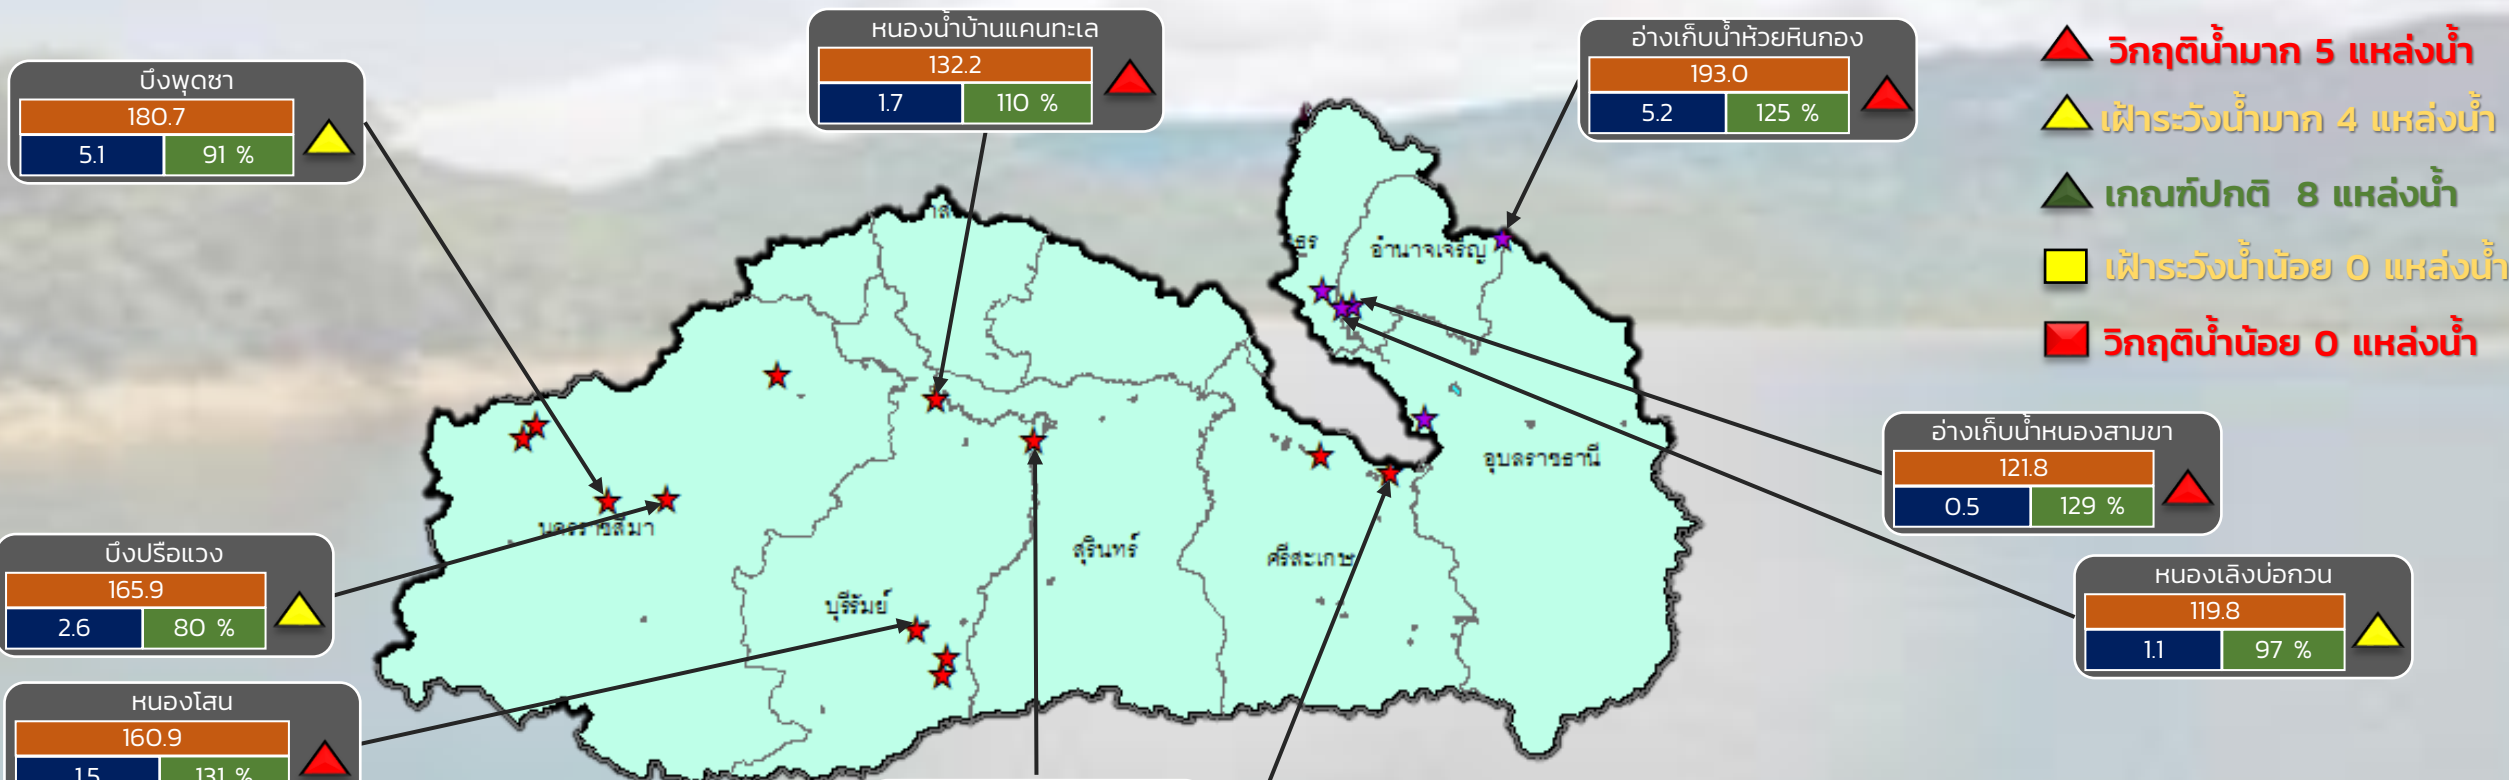 หนองน้ำบ้านแคนทะเล
132.2
1.7 110 %
อ่างเก็บน้ำห้วยหินกอง
193.0
5.2 125 %
วิกฤติน้ำมาก 5 แหล่งน้ำ
เฝ้าระวังน้ำมาก 4 แหล่งน้ำ
เกณฑ์ปกติ 8 แหล่งน้ำ
เฝ้าระวังน้ำน้อย 0 แหล่งน้ำ
วิกฤติน้ำน้อย 0 แหล่งน้ำ
บึงพุดซา
180.7
5.1 91 %
อำนาจเจริญ
อุบลราชธานี
นครราชสีมา
สุรินทร์
ศรีสะเกษ
บุรีรัมย์
อ่างเก็บน้ำหนองสามขา
121.8
0.5 129 %
บึงปรือแวง
165.9
2.6 80 %
หนองเลิงบ่อกวน
119.8
1.1 97 %
หนองโสน
160.9
1.5 131 %